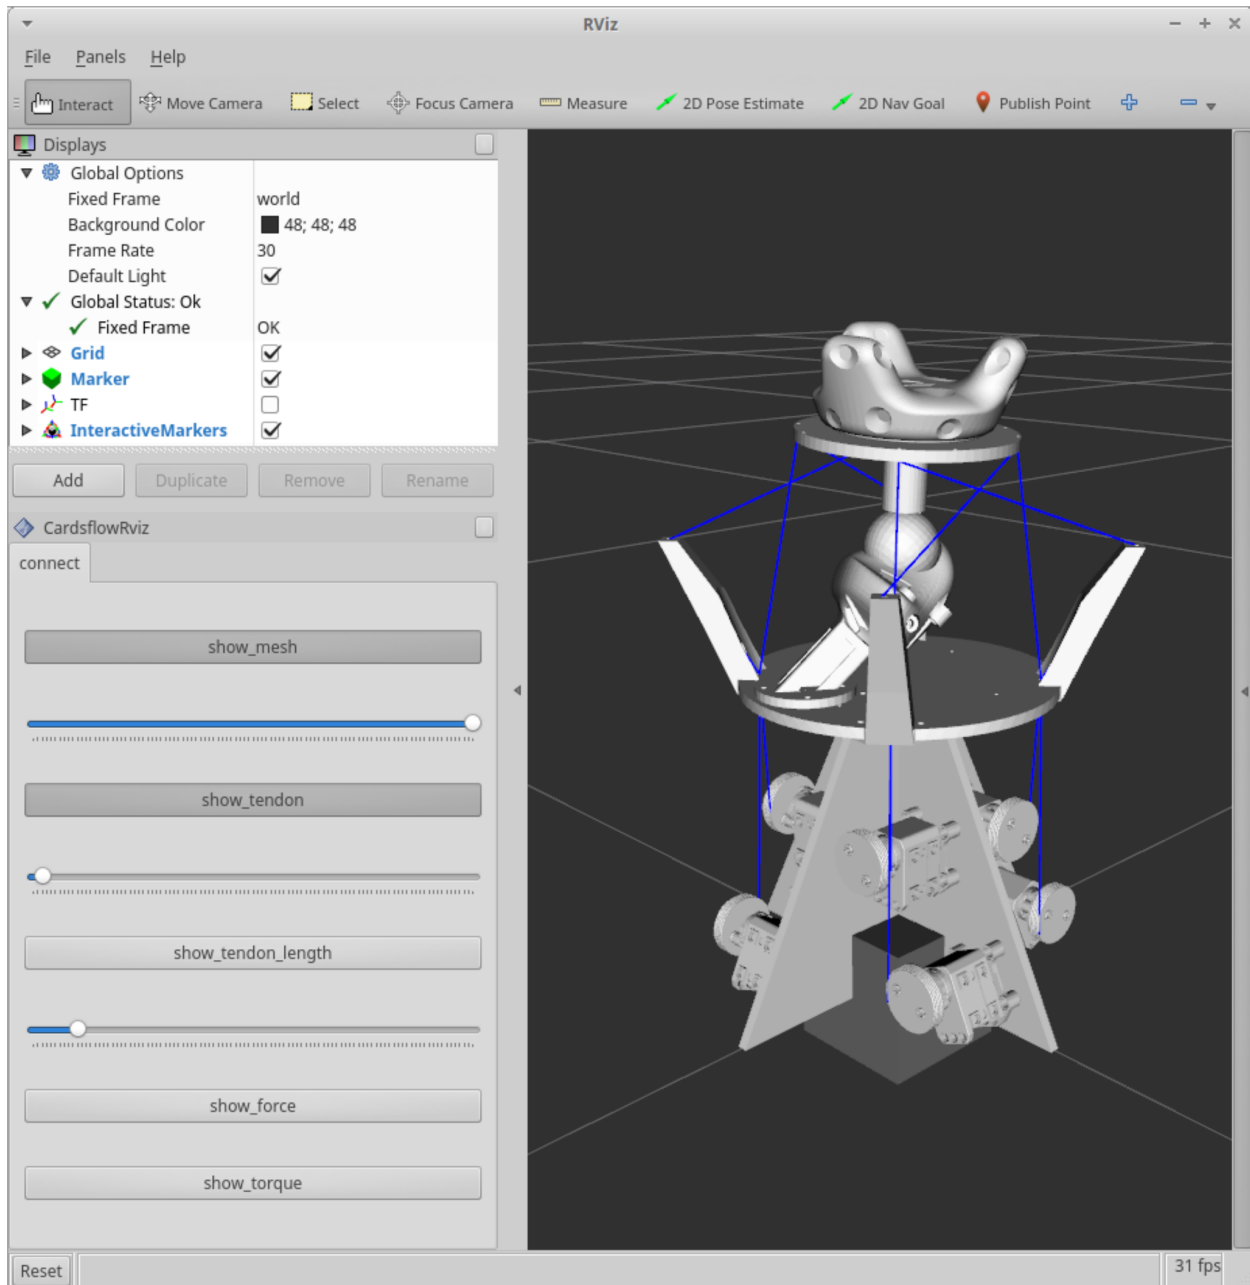 RViz
File Panels Help
Interact Move Camera Select Focus Camera Measure 2D Pose Estimate 2D Nav Goal Publish Point
Displays
Global Options
Fixed Frame world
Background Color 48; 48; 48
Frame Rate 30
Default Light
Global Status: Ok
Fixed Frame OK
Grid
Marker
TF
InteractiveMarkers
Add Duplicate Remove Rename
CardsflowRviz
connect
show_mesh
show_tendon
show_tendon_length
show_force
show_torque
Reset 31 fps